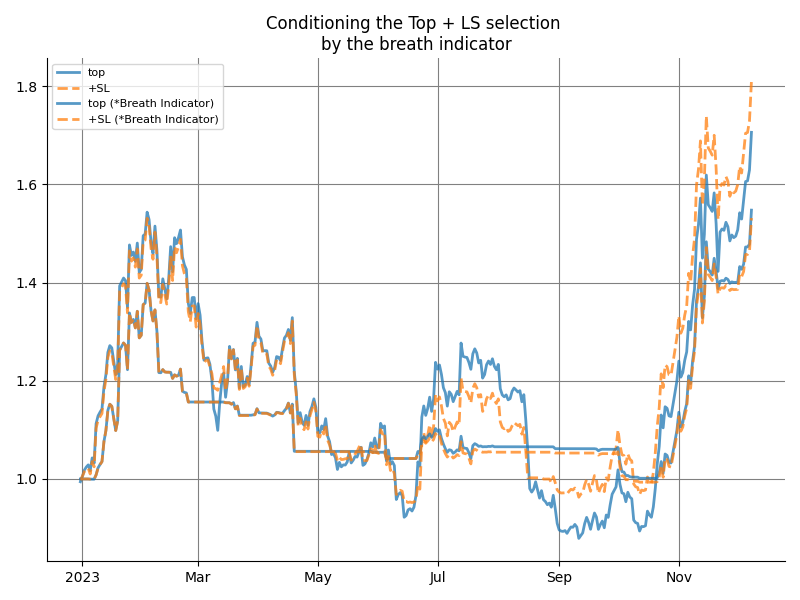 Conditioning the Top + LS selection
by the breath indicator
top
+SL
top (*Breath Indicator)
+SL (*Breath Indicator)
1.8
1.6
1.4
1.2
1.0
2023
Mar
May
Jul
Sep
Nov